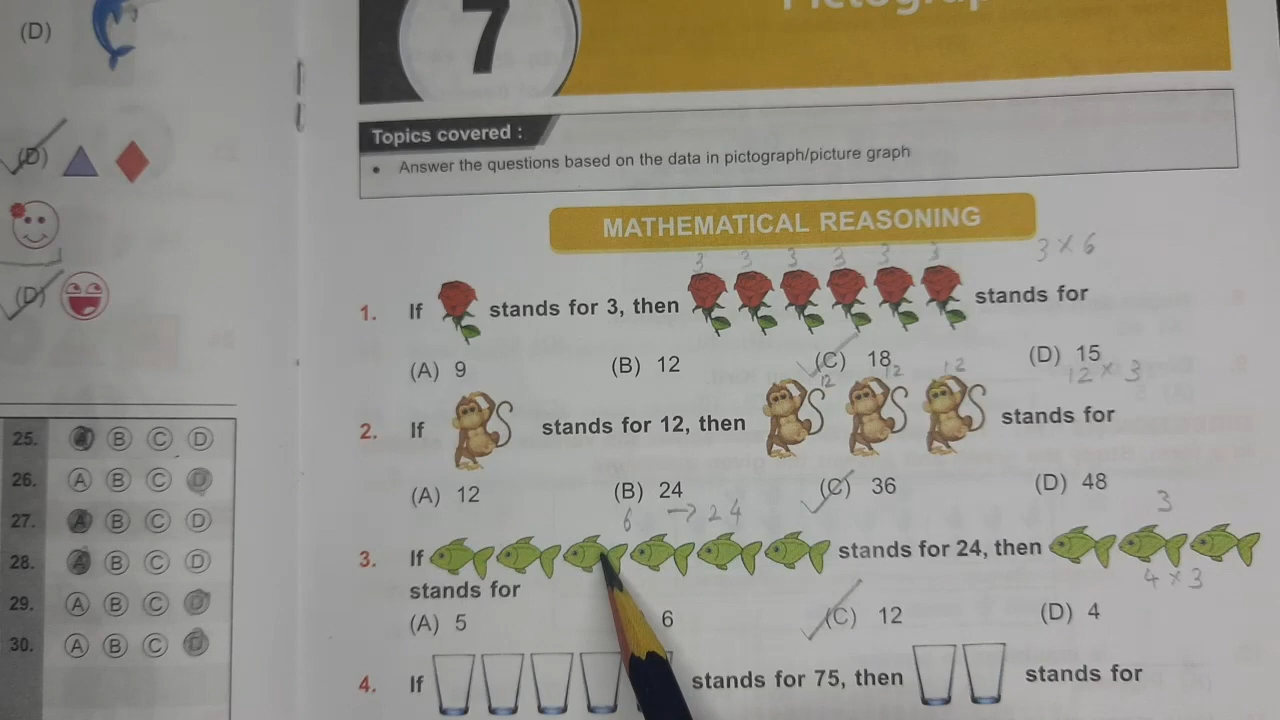 (D)
(D)
(D)
25. A B C D
26. A B C D
27. A B C D
28. A B C D
29. A B C D
30. A B C D
7
Topics covered :
• Answer the questions based on the data in pictograph/picture graph
MATHEMATICAL REASONING
3 3 3 3 3 3 3 × 6
1. If stands for 3, then stands for
(A) 9 (B) 12 (C) 18 (D) 15
12 12 12 12 × 3
2. If stands for 12, then stands for
(A) 12 (B) 24 (C) 36 (D) 48
6 → 24 3
3. If stands for 24, then
stands for 4 × 3
(A) 5 6 (C) 12 (D) 4
4. If stands for 75, then stands for